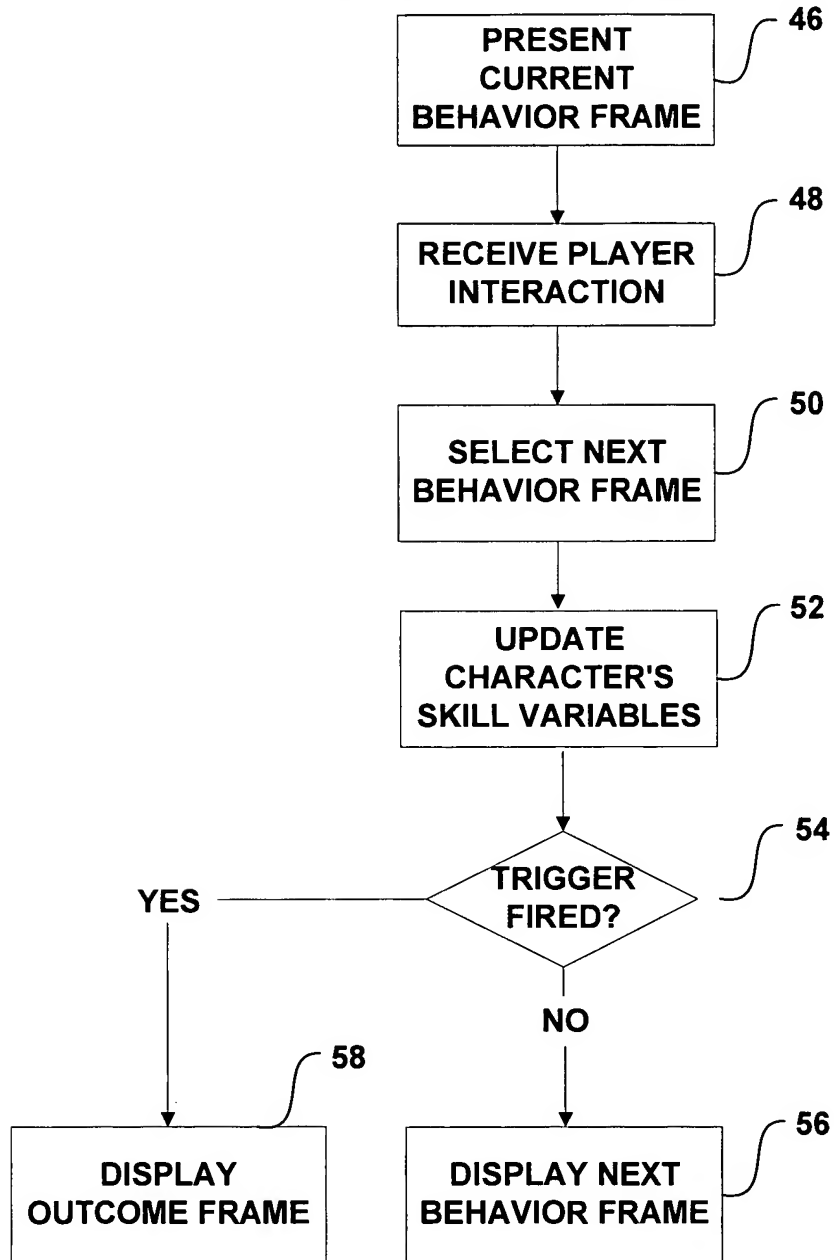 46
PRESENT
CURRENT
BEHAVIOR FRAME
48
RECEIVE PLAYER
INTERACTION
50
SELECT NEXT
BEHAVIOR FRAME
52
UPDATE
CHARACTER'S
SKILL VARIABLES
54
TRIGGER
FIRED?
YES
NO
58
DISPLAY
OUTCOME FRAME
56
DISPLAY NEXT
BEHAVIOR FRAME